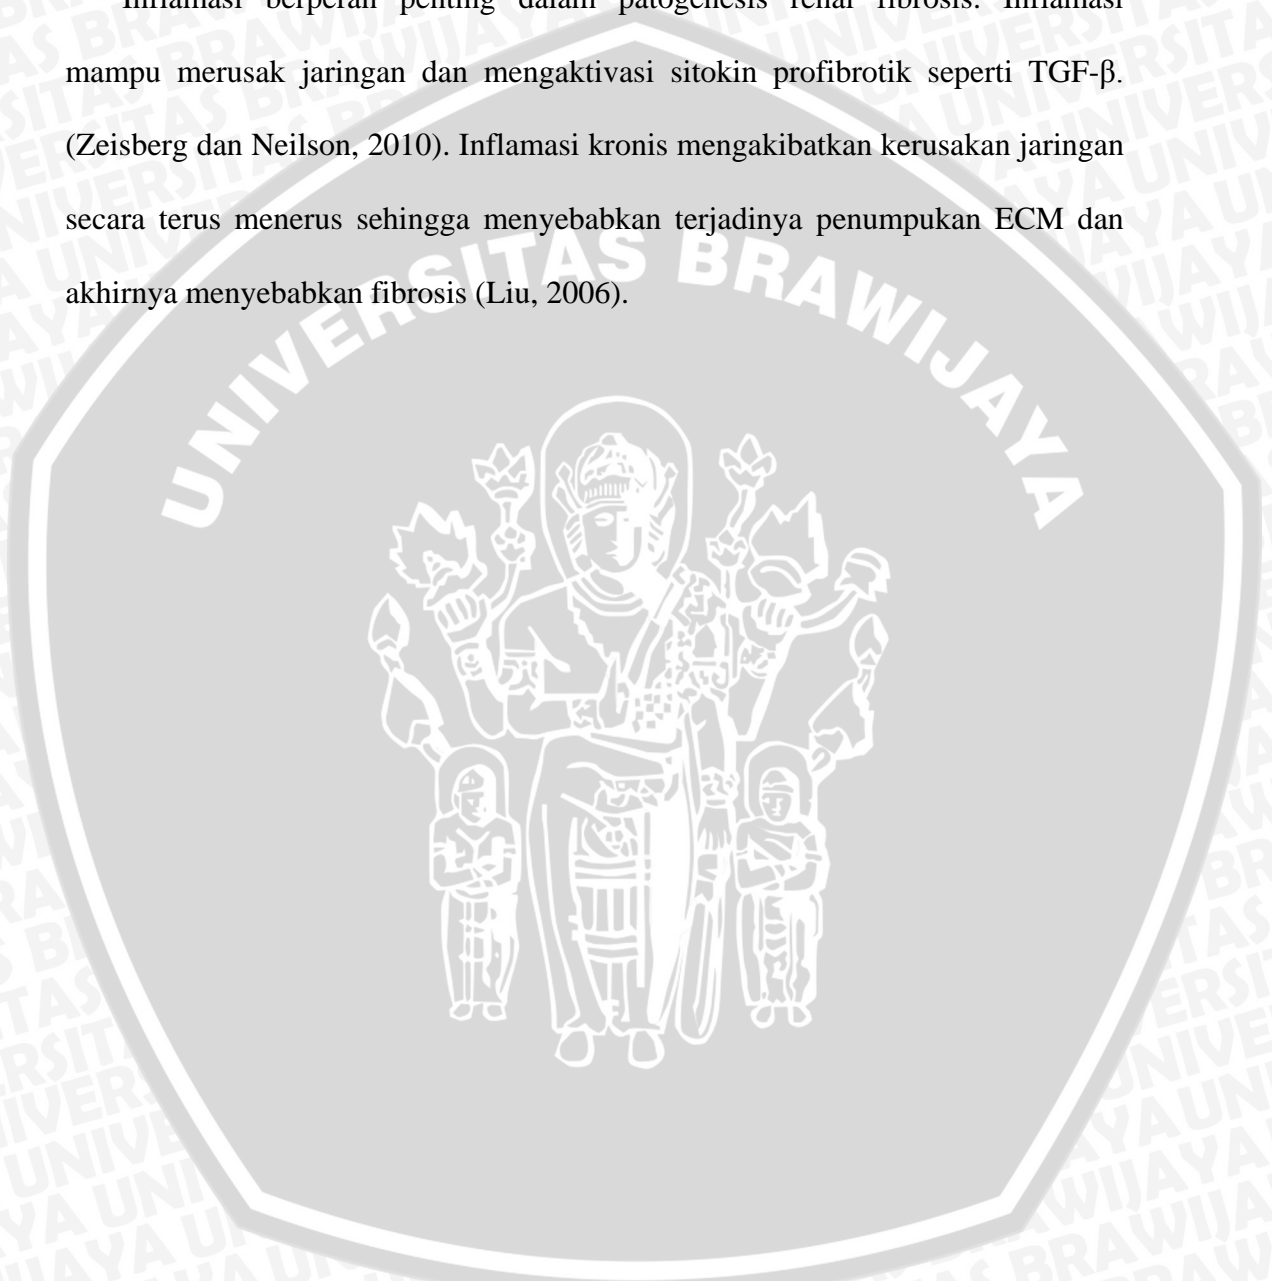 Inflamasi berperan penting dalam patogenesis renal fibrosis. Inflamasi
mampu merusak jaringan dan mengaktivasi sitokin profibrotik seperti TGF-β.
(Zeisberg dan Neilson, 2010). Inflamasi kronis mengakibatkan kerusakan jaringan
secara terus menerus sehingga menyebabkan terjadinya penumpukan ECM dan
akhirnya menyebabkan fibrosis (Liu, 2006).
UNIVERSITAS BRAWIJAYA